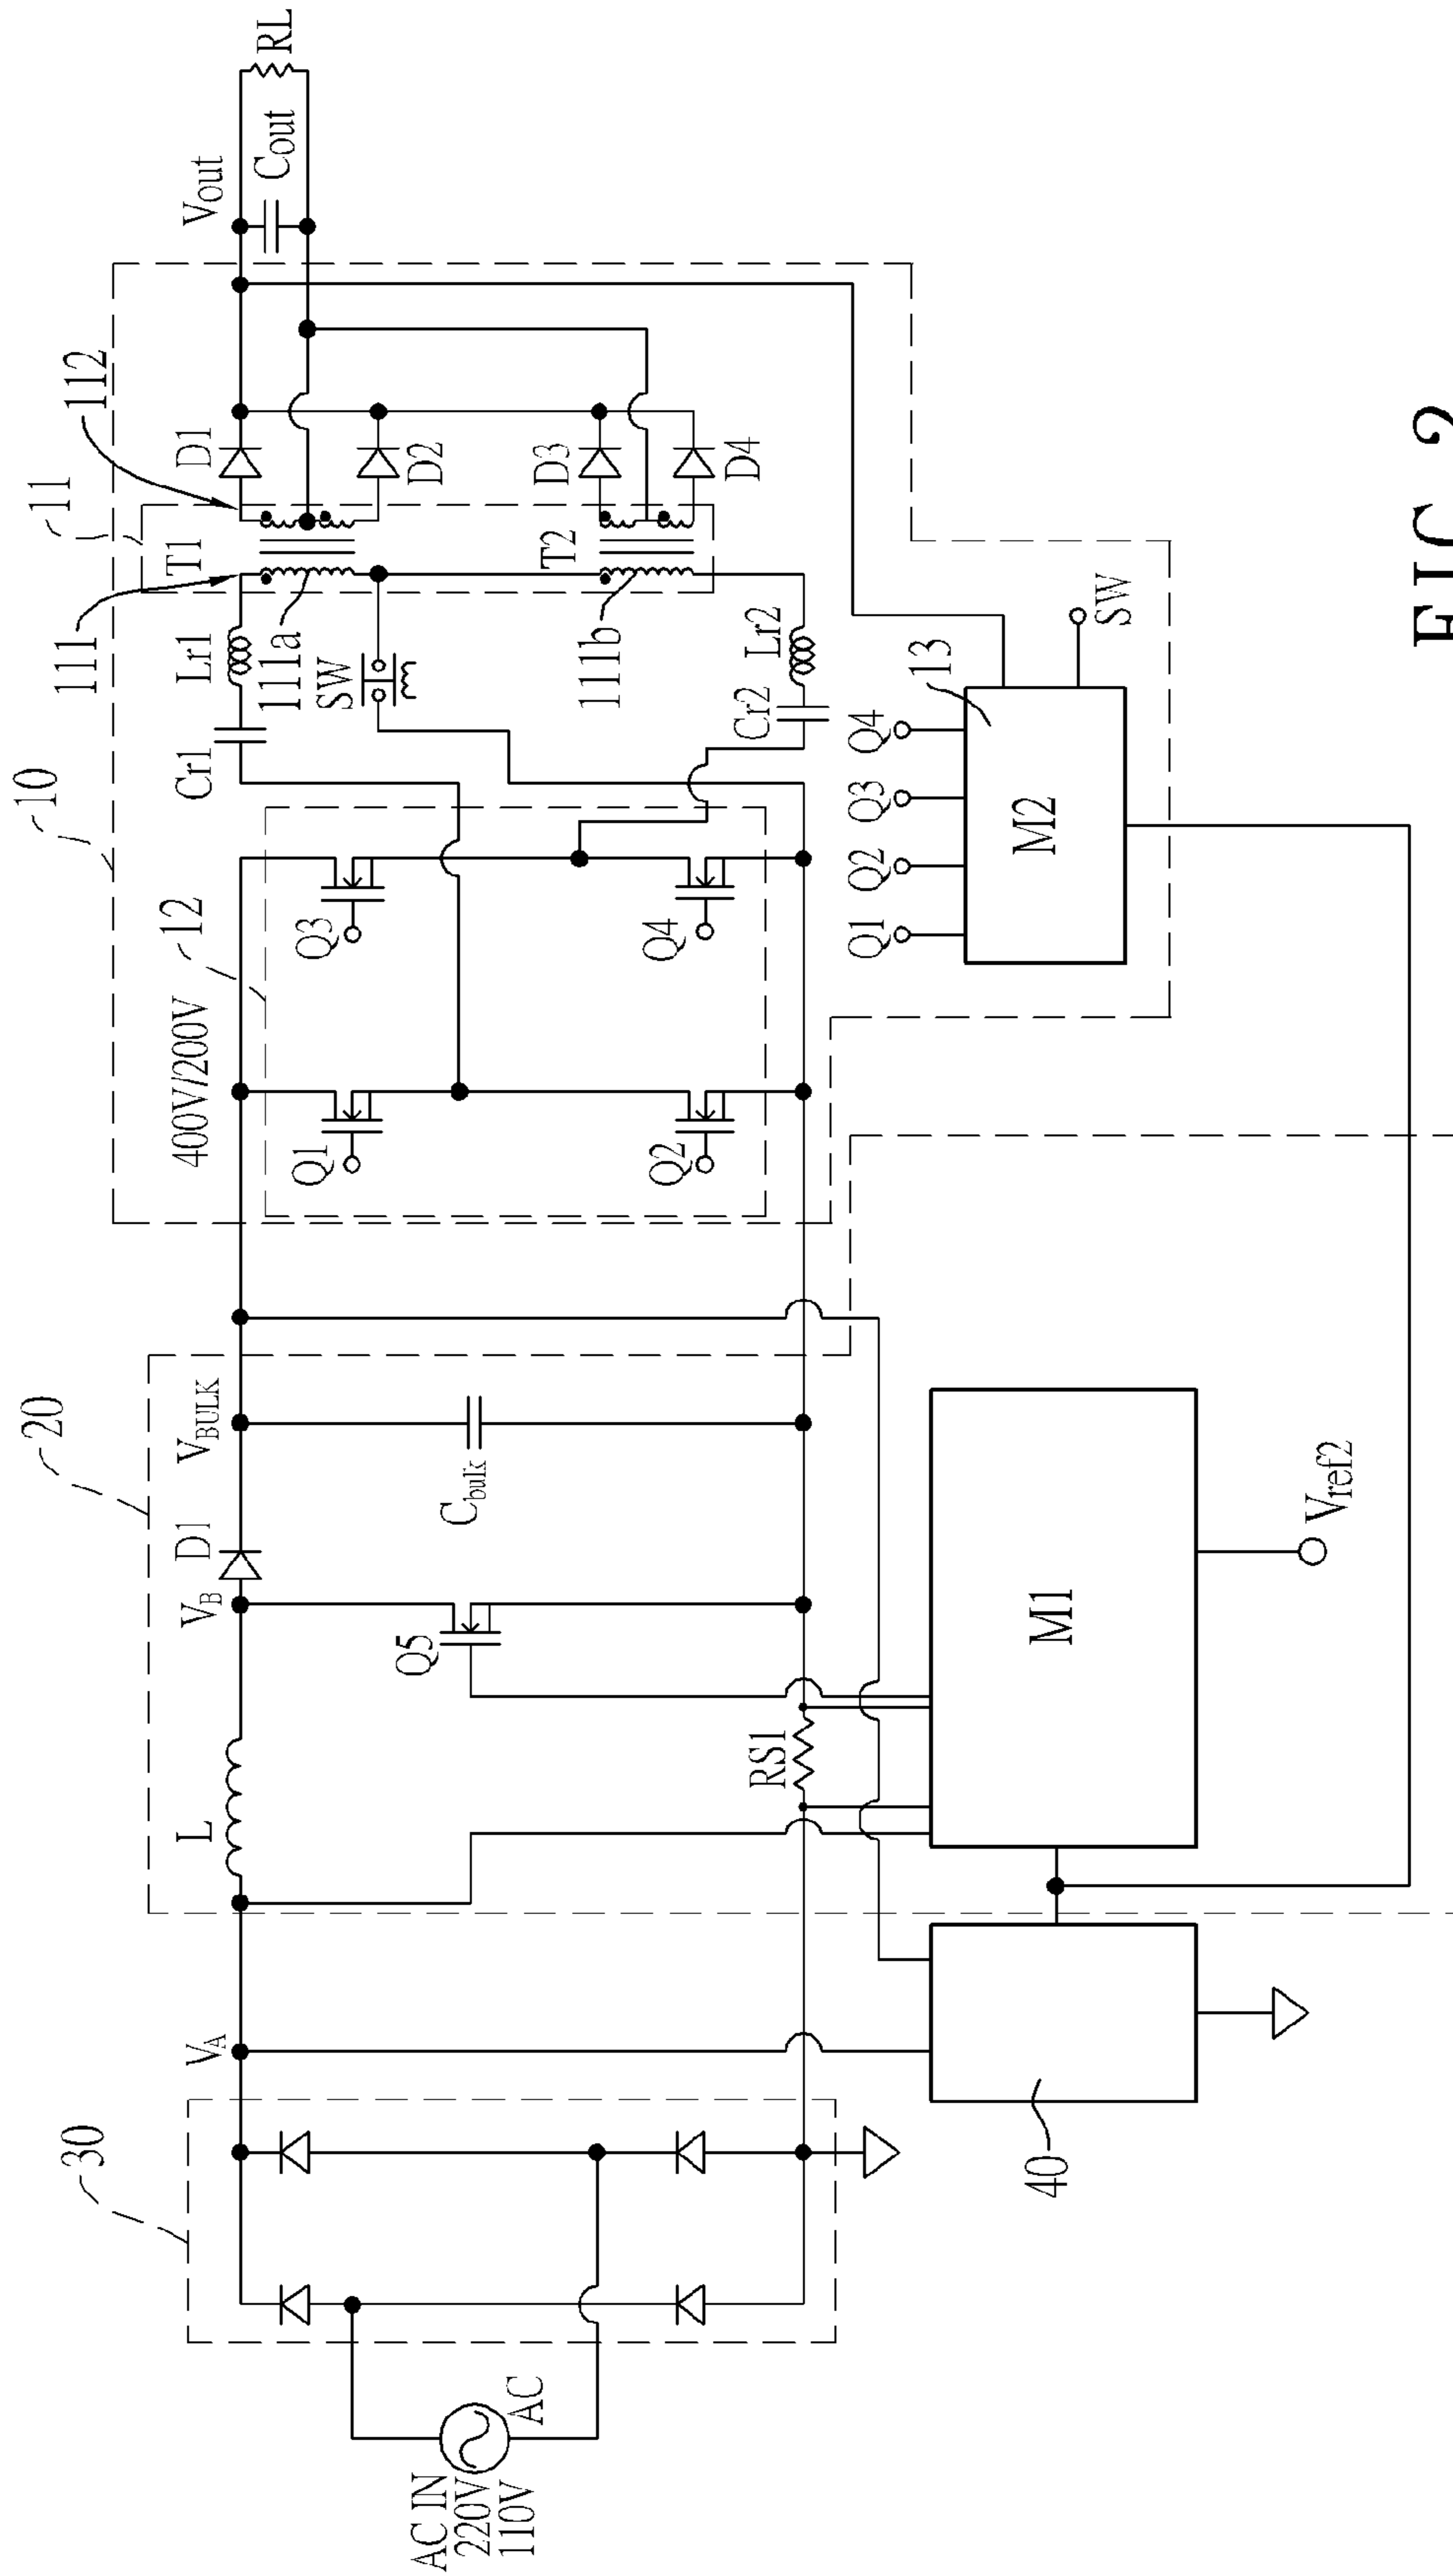 10
20
30
11
12
111
112
400V/200V
Cr1
Lr1
T1
D1
Vout
Cout
RL
VA
L
VB
D1
VBULK
Q1
Q3
111a
SW
D2
AC IN
220V
110V
AC
Q5
Cbulk
Q2
Q4
111b
T2
D3
D4
Cr2
Lr2
RS1
Q1
Q2
Q3
Q4
13
40
M1
M2
SW
Vref2